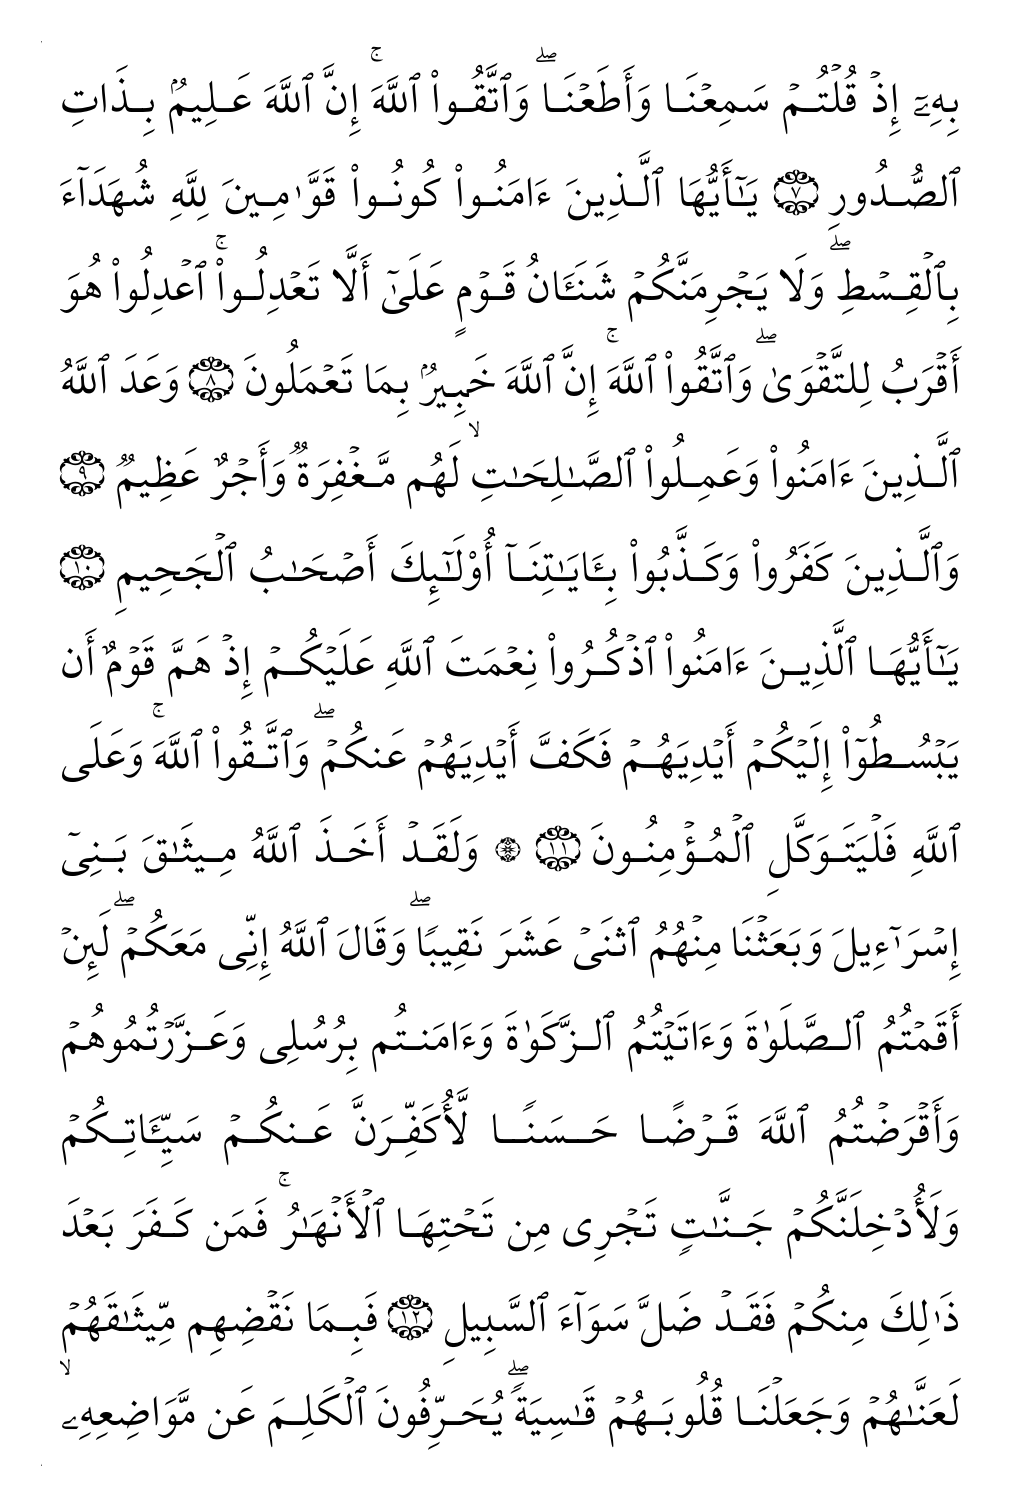 بِهِۦٓ إِذۡ قُلۡتُمۡ سَمِعۡنَا وَأَطَعۡنَاۖ وَٱتَّقُواْ ٱللَّهَۚ إِنَّ ٱللَّهَ عَلِيمُۢ بِذَاتِ
ٱلصُّدُورِ ۝٧ يَٰٓأَيُّهَا ٱلَّذِينَ ءَامَنُواْ كُونُواْ قَوَّٰمِينَ لِلَّهِ شُهَدَآءَ
بِٱلۡقِسۡطِۖ وَلَا يَجۡرِمَنَّكُمۡ شَنَـَٔانُ قَوۡمٍ عَلَىٰٓ أَلَّا تَعۡدِلُواْۚ ٱعۡدِلُواْ هُوَ
أَقۡرَبُ لِلتَّقۡوَىٰۖ وَٱتَّقُواْ ٱللَّهَۚ إِنَّ ٱللَّهَ خَبِيرُۢ بِمَا تَعۡمَلُونَ ۝٨ وَعَدَ ٱللَّهُ
ٱلَّذِينَ ءَامَنُواْ وَعَمِلُواْ ٱلصَّٰلِحَٰتِۙ لَهُم مَّغۡفِرَةٞ وَأَجۡرٌ عَظِيمٞ ۝٩
وَٱلَّذِينَ كَفَرُواْ وَكَذَّبُواْ بِـَٔايَٰتِنَآ أُوْلَٰٓئِكَ أَصۡحَٰبُ ٱلۡجَحِيمِ ۝١٠
يَٰٓأَيُّهَا ٱلَّذِينَ ءَامَنُواْ ٱذۡكُرُواْ نِعۡمَتَ ٱللَّهِ عَلَيۡكُمۡ إِذۡ هَمَّ قَوۡمٌ أَن
يَبۡسُطُوٓاْ إِلَيۡكُمۡ أَيۡدِيَهُمۡ فَكَفَّ أَيۡدِيَهُمۡ عَنكُمۡۖ وَٱتَّقُواْ ٱللَّهَۚ وَعَلَى
ٱللَّهِ فَلۡيَتَوَكَّلِ ٱلۡمُؤۡمِنُونَ ۝١١ ۞ وَلَقَدۡ أَخَذَ ٱللَّهُ مِيثَٰقَ بَنِيٓ
إِسۡرَٰٓءِيلَ وَبَعَثۡنَا مِنۡهُمُ ٱثۡنَيۡ عَشَرَ نَقِيبٗاۖ وَقَالَ ٱللَّهُ إِنِّي مَعَكُمۡۖ لَئِنۡ
أَقَمۡتُمُ ٱلصَّلَوٰةَ وَءَاتَيۡتُمُ ٱلزَّكَوٰةَ وَءَامَنتُم بِرُسُلِي وَعَزَّرۡتُمُوهُمۡ
وَأَقۡرَضۡتُمُ ٱللَّهَ قَرۡضًا حَسَنٗا لَّأُكَفِّرَنَّ عَنكُمۡ سَيِّـَٔاتِكُمۡ
وَلَأُدۡخِلَنَّكُمۡ جَنَّٰتٖ تَجۡرِي مِن تَحۡتِهَا ٱلۡأَنۡهَٰرُۚ فَمَن كَفَرَ بَعۡدَ
ذَٰلِكَ مِنكُمۡ فَقَدۡ ضَلَّ سَوَآءَ ٱلسَّبِيلِ ۝١٢ فَبِمَا نَقۡضِهِم مِّيثَٰقَهُمۡ
لَعَنَّٰهُمۡ وَجَعَلۡنَا قُلُوبَهُمۡ قَٰسِيَةٗۖ يُحَرِّفُونَ ٱلۡكَلِمَ عَن مَّوَاضِعِهِۦۙ